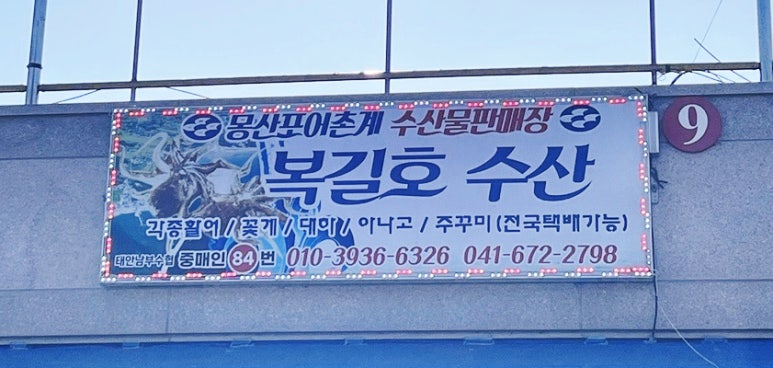 몽산포어촌계 수산물판매장
복길호 수산
각종활어 / 꽃게 / 대하 / 아나고 / 주꾸미 (전국택배가능)
태안남부수협 중매인 84 번 010-3936-6326 041-672-2798
9